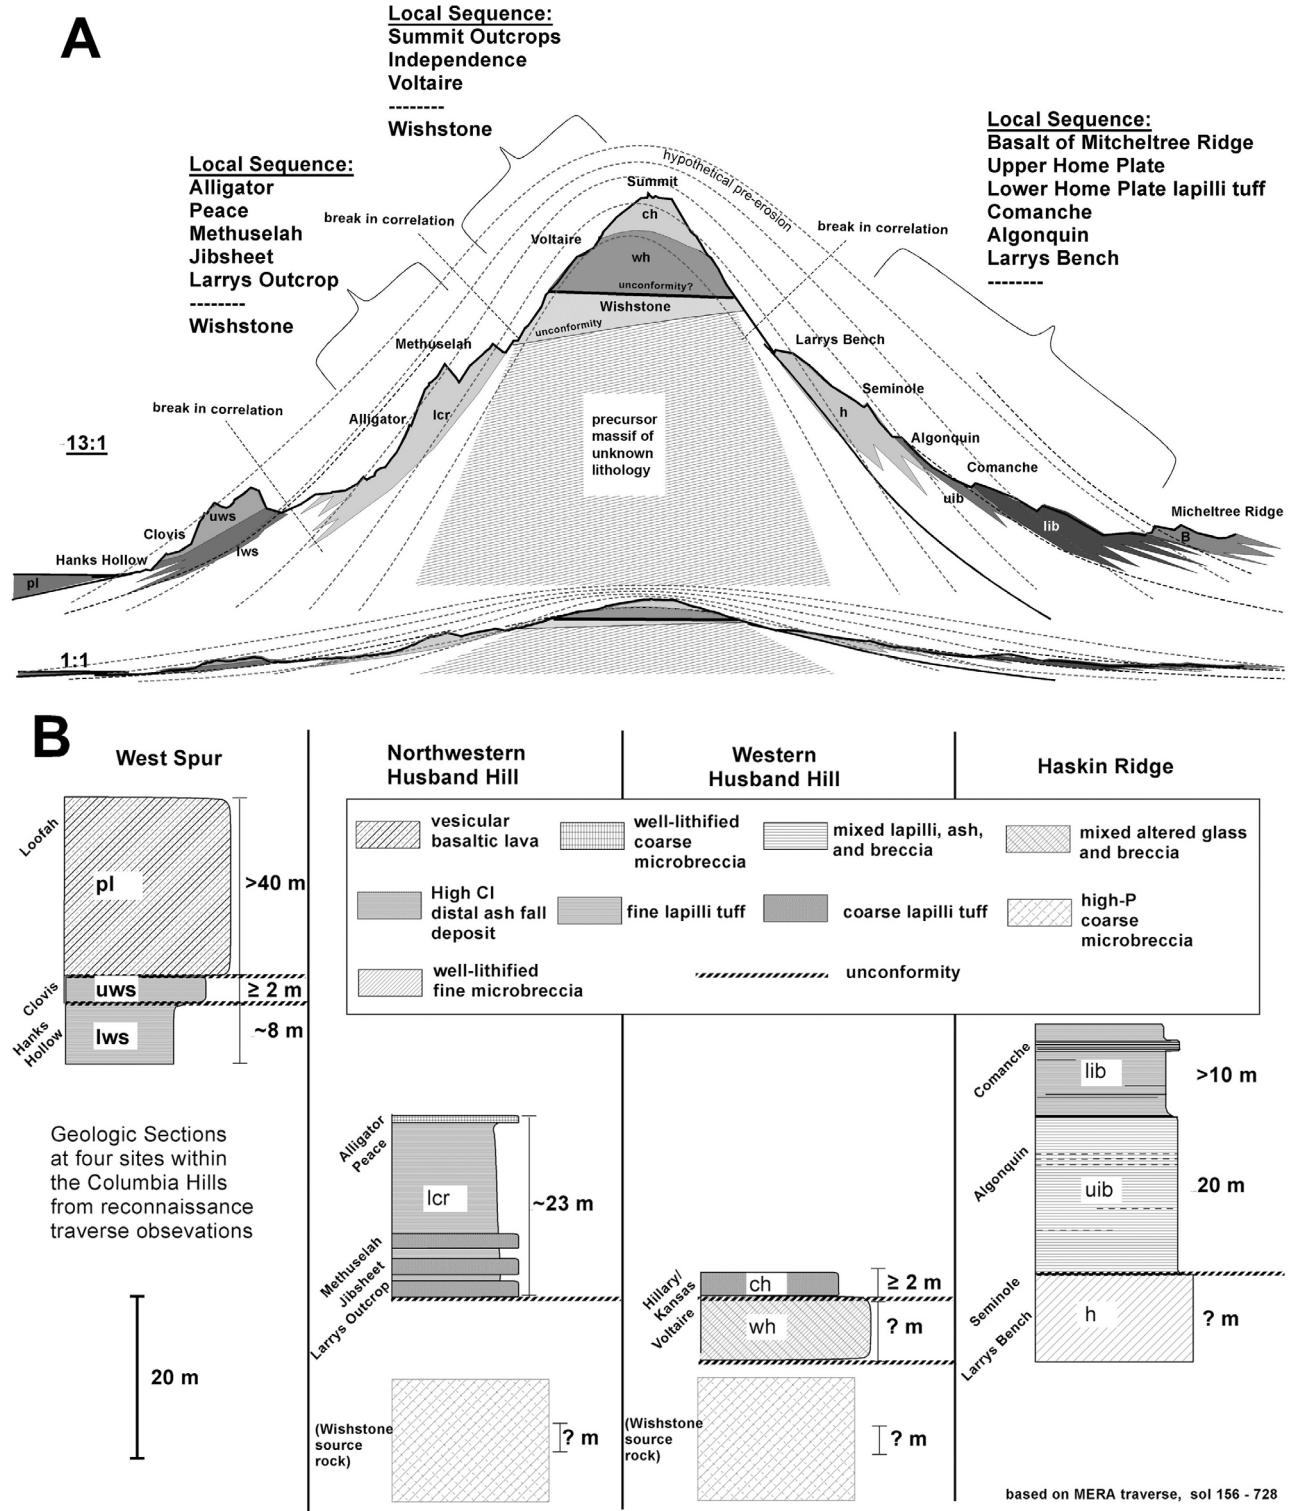 A
Local Sequence:
Summit Outcrops
Independence
Voltaire
--------
Wishstone
Local Sequence:
Alligator
Peace
Methuselah
Jibsheet
Larrys Outcrop
--------
Wishstone
Local Sequence:
Basalt of Mitcheltree Ridge
Upper Home Plate
Lower Home Plate lapilli tuff
Comanche
Algonquin
Larrys Bench
--------
hypothetical pre-erosion
Summit
ch
break in correlation
break in correlation
Voltaire
wh
unconformity?
Wishstone
unconformity
Methuselah
Larrys Bench
break in correlation
Alligator
lcr
Seminole
h
precursor
massif of
unknown
lithology
13:1
Algonquin
Comanche
uib
lib
Micheltree Ridge
B
uws
Clovis
lws
Hanks Hollow
pl
1:1
B
West Spur
Northwestern
Husband Hill
Western
Husband Hill
Haskin Ridge
vesicular
basaltic lava
well-lithified
coarse
microbreccia
mixed lapilli, ash,
and breccia
mixed altered glass
and breccia
High Cl
distal ash fall
deposit
fine lapilli tuff
coarse lapilli tuff
high-P
coarse
microbreccia
well-lithified
fine microbreccia
unconformity
Loofah
pl
>40 m
Clovis
uws
≥ 2 m
Hanks
Hollow
lws
~8 m
Geologic Sections
at four sites within
the Columbia Hills
from reconnaissance
traverse obsevations
20 m
Alligator
Peace
lcr
~23 m
Methuselah
Jibsheet
Larrys Outcrop
(Wishstone
source
rock)
? m
Hillary/
Kansas
Voltaire
ch
≥ 2 m
wh
? m
(Wishstone
source
rock)
? m
Comanche
lib
>10 m
Algonquin
uib
20 m
Seminole
Larrys Bench
h
? m
based on MERA traverse, sol 156 - 728